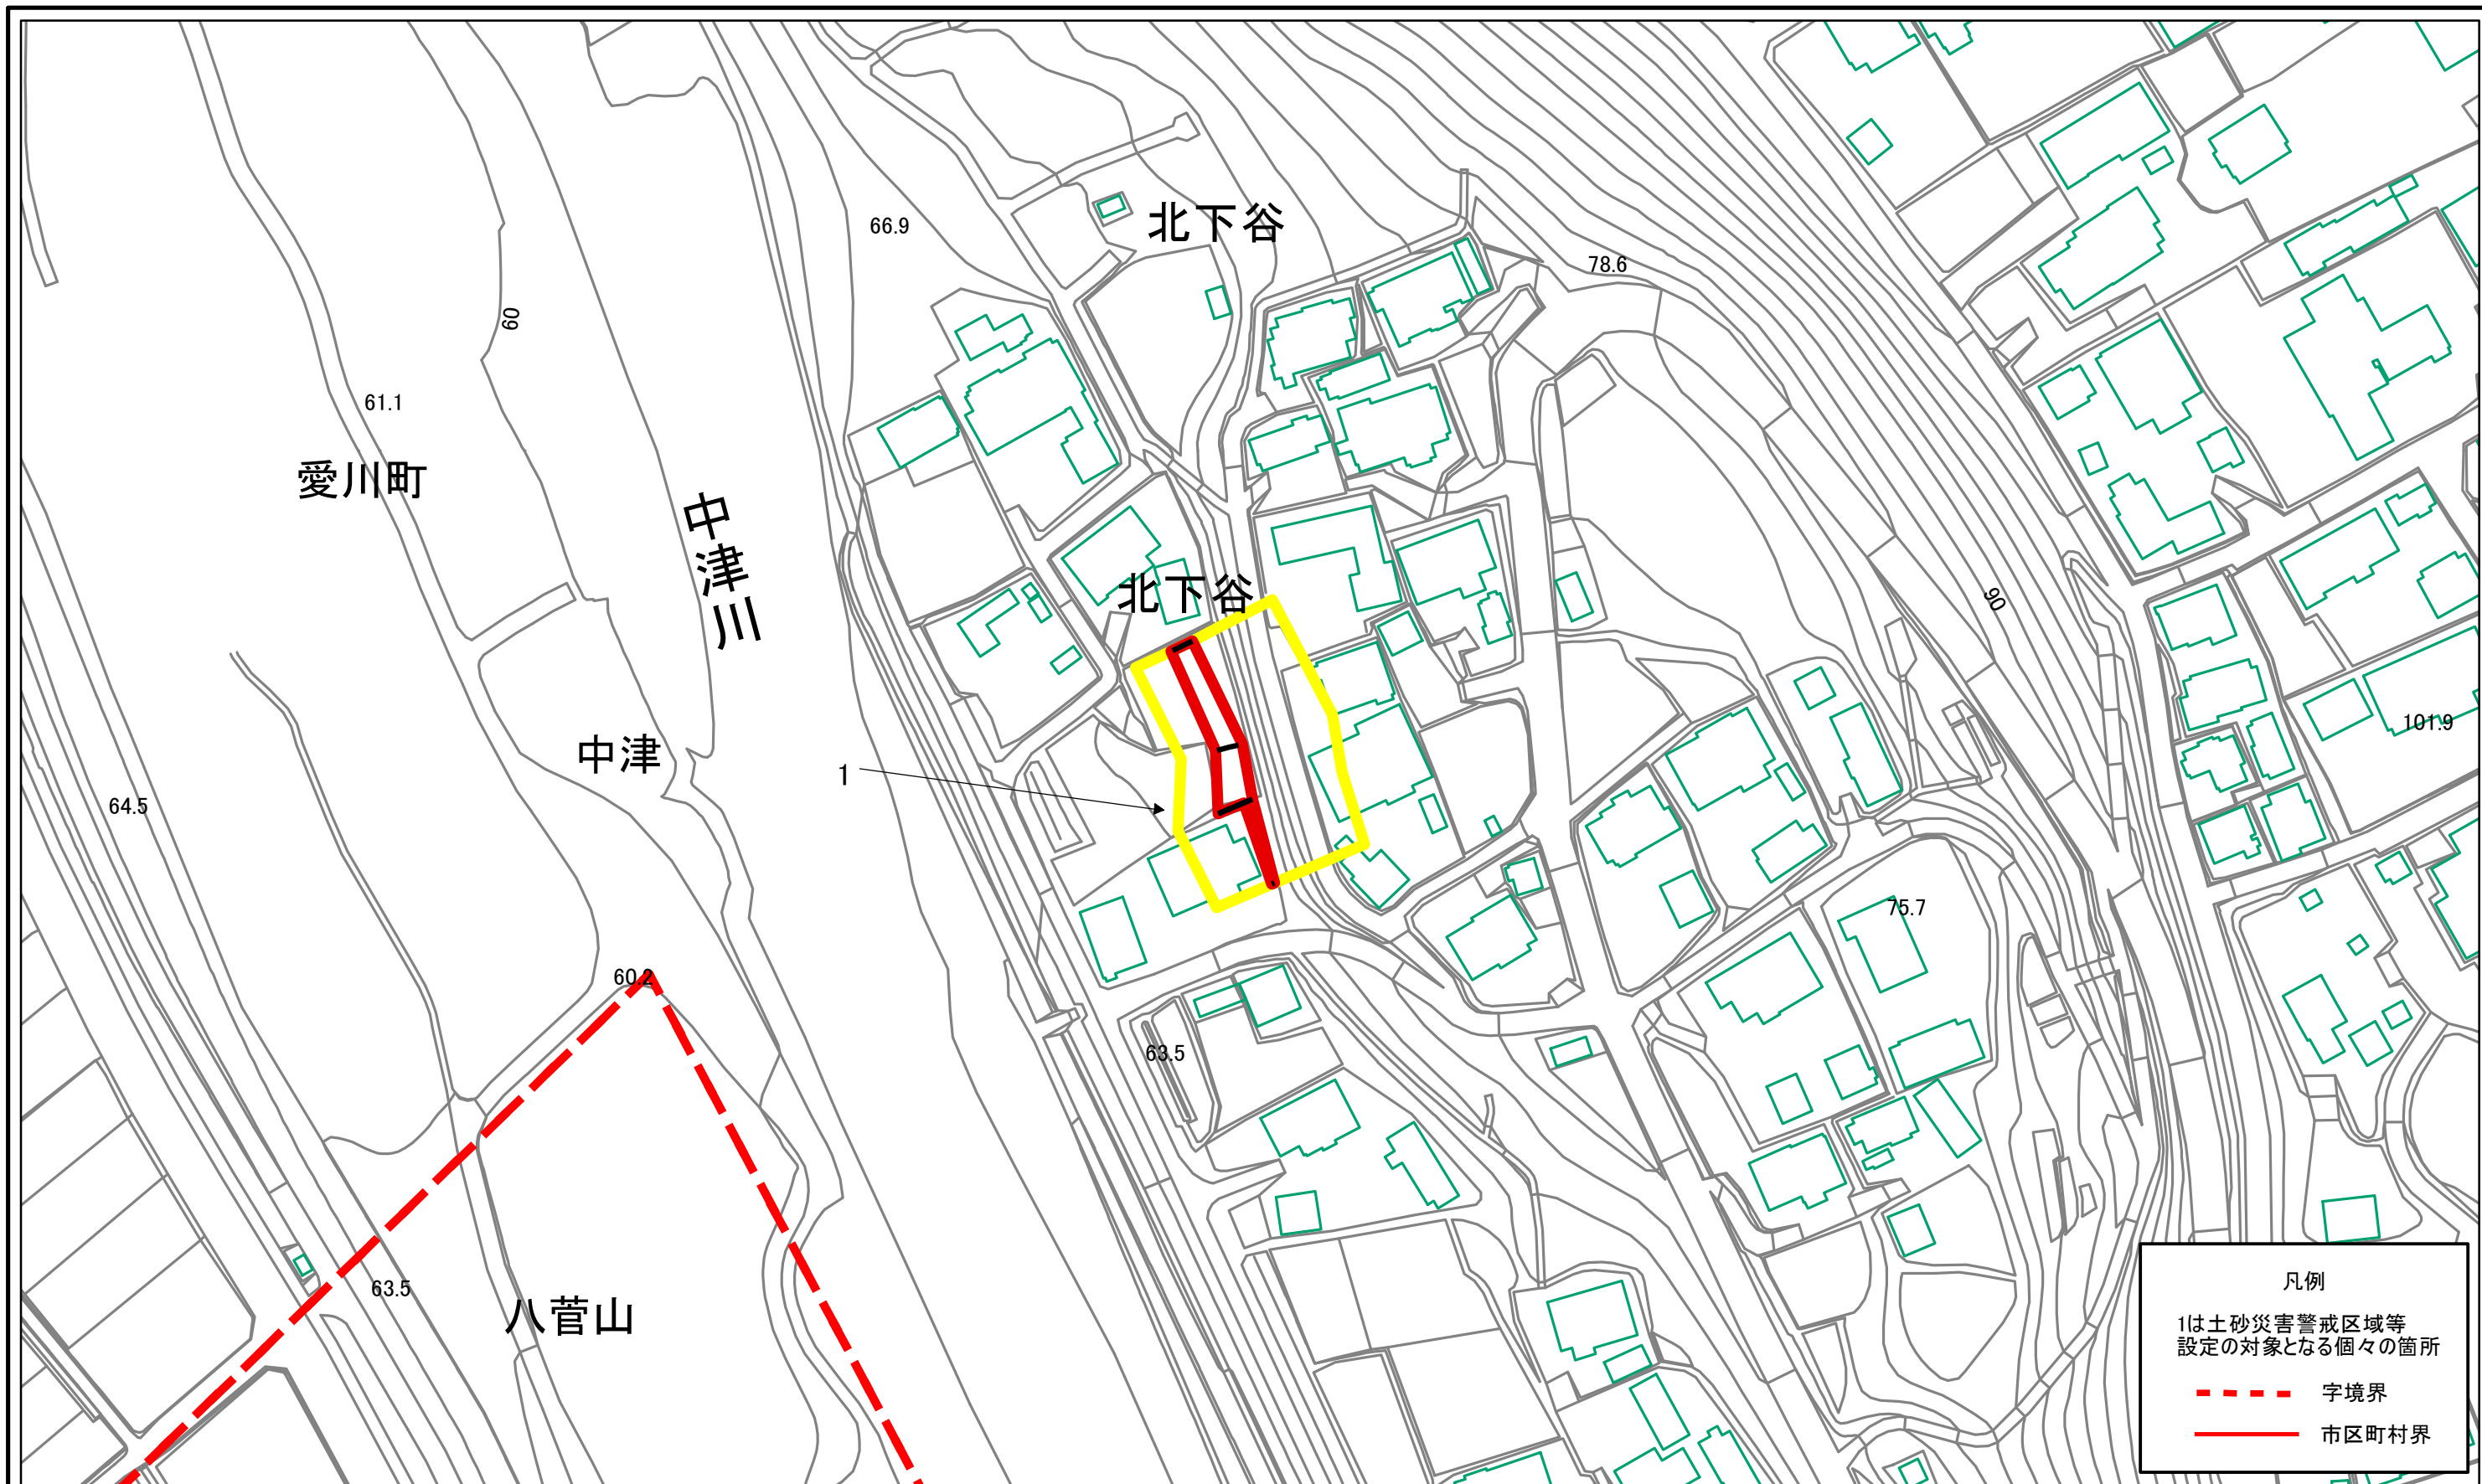 北下谷
66.9
78.6
60
61.1
愛川町
中津川
北下谷
90
中津
1
101.9
64.5
75.7
60.2
63.5
63.5
八菅山
凡例
1は土砂災害警戒区域等
設定の対象となる個々の箇所
字境界
市区町村界